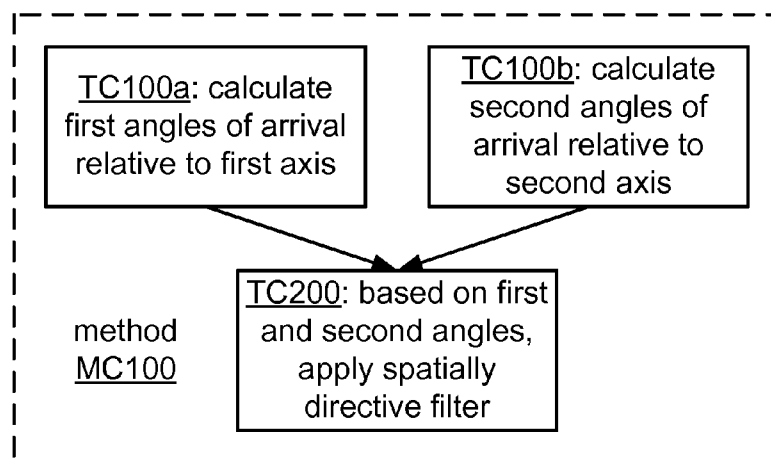 TC100a: calculate
first angles of arrival
relative to first axis
TC100b: calculate
second angles of
arrival relative to
second axis
TC200: based on first
and second angles,
apply spatially
directive filter
method
MC100